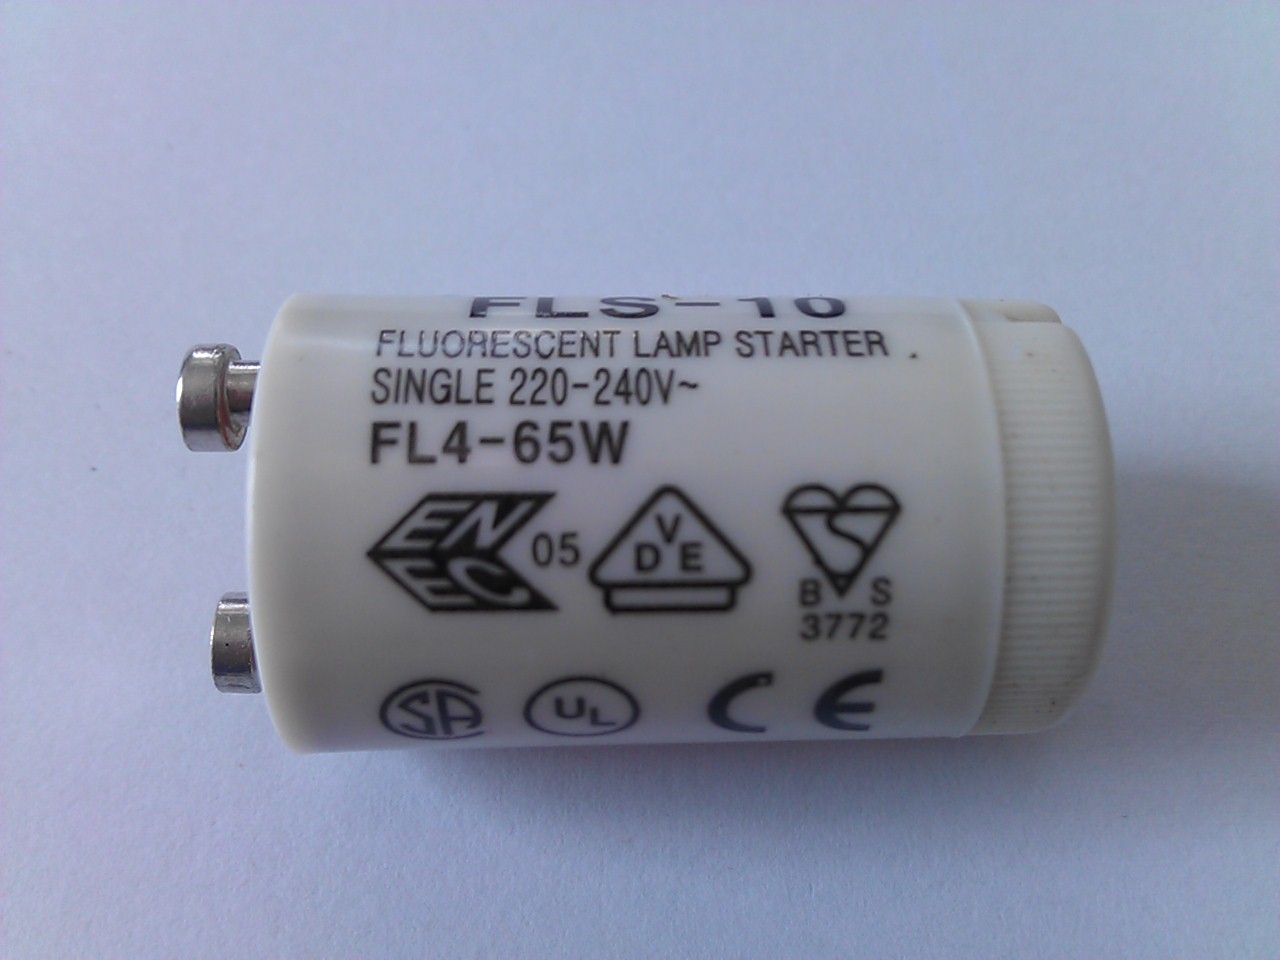 FLS-10
FLUORESCENT LAMP STARTER
SINGLE 220-240V~
FL4-65W
EN
EC
05
V
D E
B S
3772
SA
UL
CE